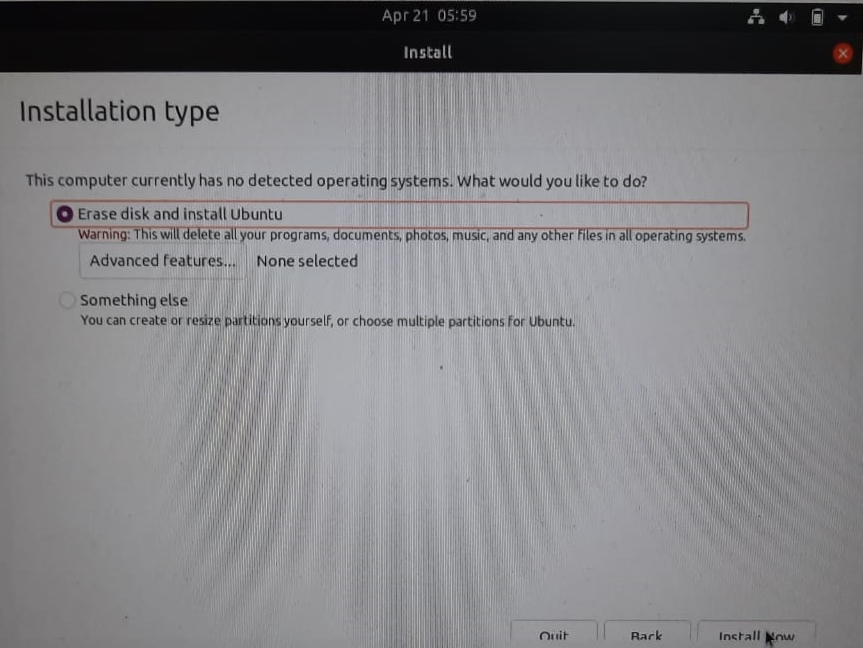 Apr 21 05:59
Install
Installation type
This computer currently has no detected operating systems. What would you like to do?
Erase disk and install Ubuntu
Warning: This will delete all your programs, documents, photos, music, and any other files in all operating systems.
Advanced features... None selected
Something else
You can create or resize partitions yourself, or choose multiple partitions for Ubuntu.
Quit Back Install Now